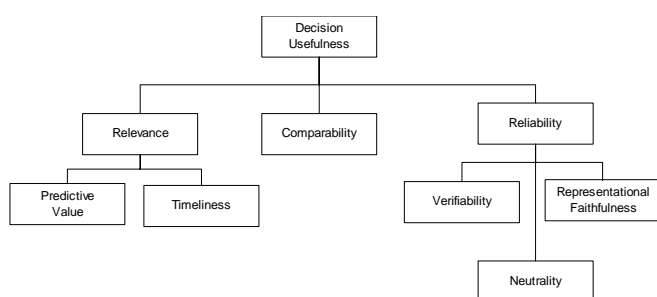 Decision
Usefulness
Relevance
Comparability
Reliability
Predictive
Value
Timeliness
Verifiability
Representational
Faithfulness
Neutrality